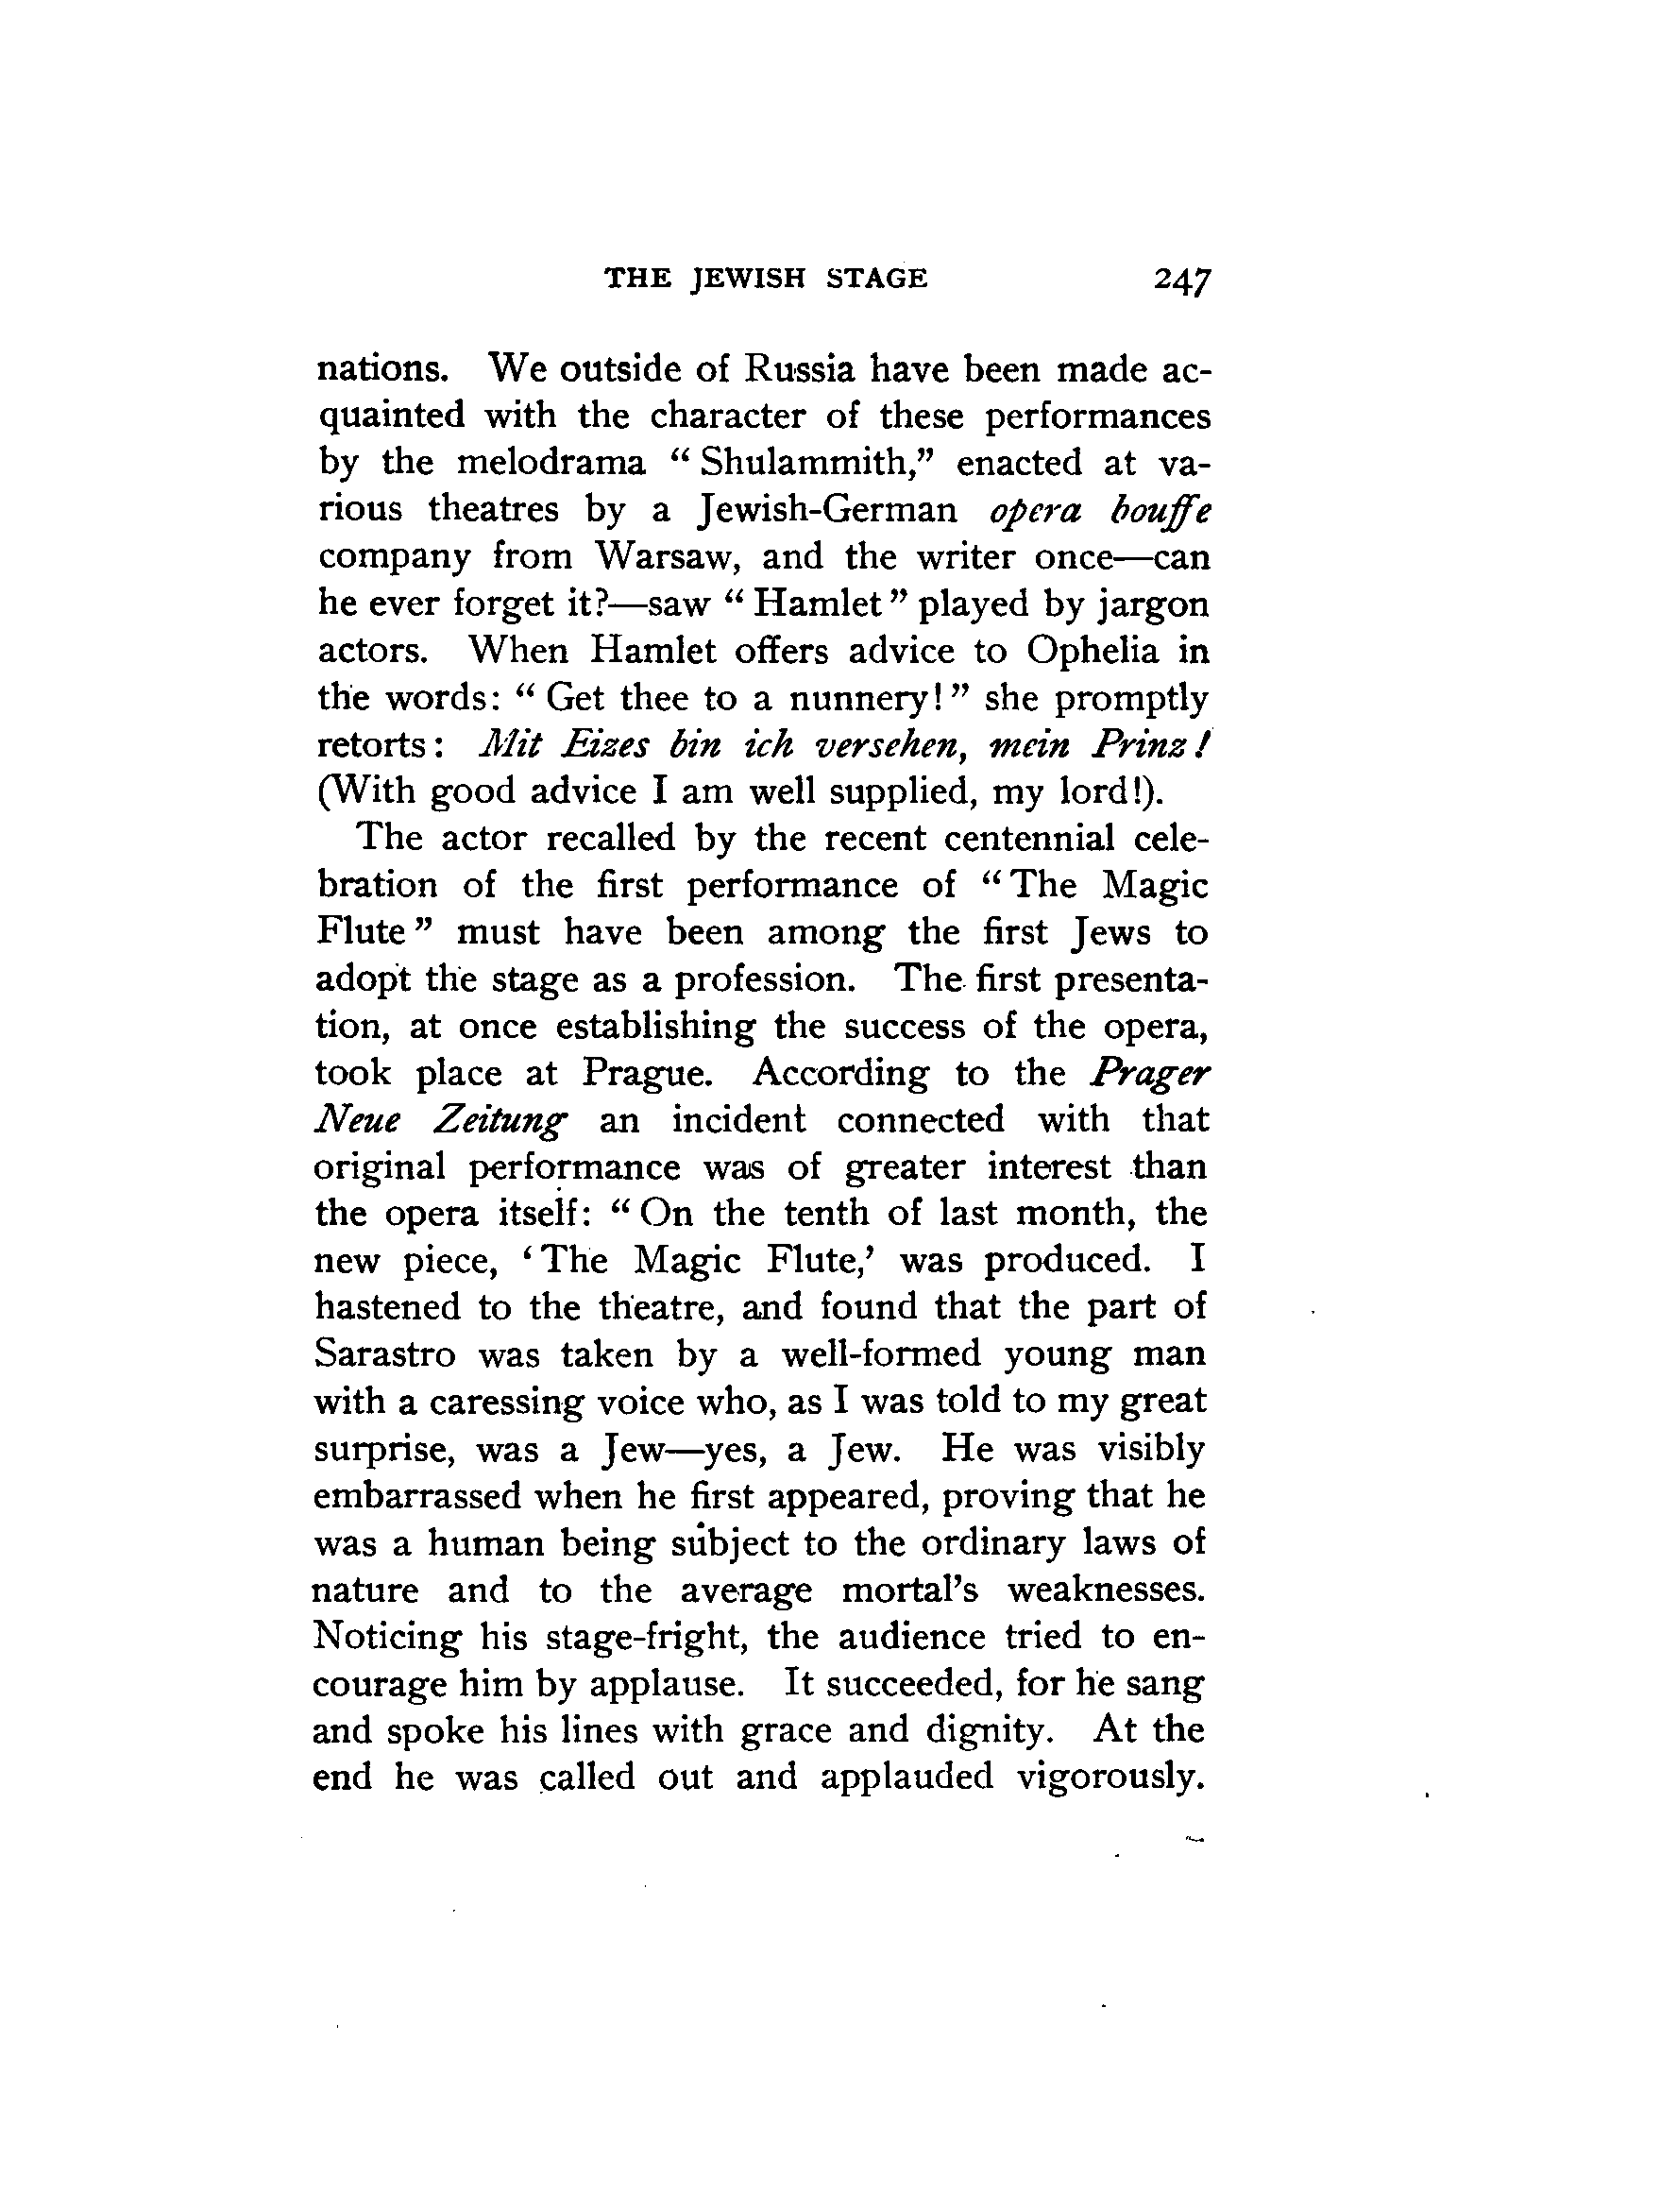 THE JEWISH STAGE 247
nations. We outside of Russia have been made ac-
quainted with the character of these performances
by the melodrama “Shulammith,” enacted at va-
rious theatres by a Jewish-German opera bouffe
company from Warsaw, and the writer once—can
he ever forget it?—saw “Hamlet” played by jargon
actors. When Hamlet offers advice to Ophelia in
the words: “Get thee to a nunnery!” she promptly
retorts: Mit Eizes bin ich versehen, mein Prinz!
(With good advice I am well supplied, my lord!).
The actor recalled by the recent centennial cele-
bration of the first performance of “The Magic
Flute” must have been among the first Jews to
adopt the stage as a profession. The first presenta-
tion, at once establishing the success of the opera,
took place at Prague. According to the Prager
Neue Zeitung an incident connected with that
original performance was of greater interest than
the opera itself: “On the tenth of last month, the
new piece, ‘The Magic Flute,’ was produced. I
hastened to the theatre, and found that the part of
Sarastro was taken by a well-formed young man
with a caressing voice who, as I was told to my great
surprise, was a Jew—yes, a Jew. He was visibly
embarrassed when he first appeared, proving that he
was a human being subject to the ordinary laws of
nature and to the average mortal’s weaknesses.
Noticing his stage-fright, the audience tried to en-
courage him by applause. It succeeded, for he sang
and spoke his lines with grace and dignity. At the
end he was called out and applauded vigorously.